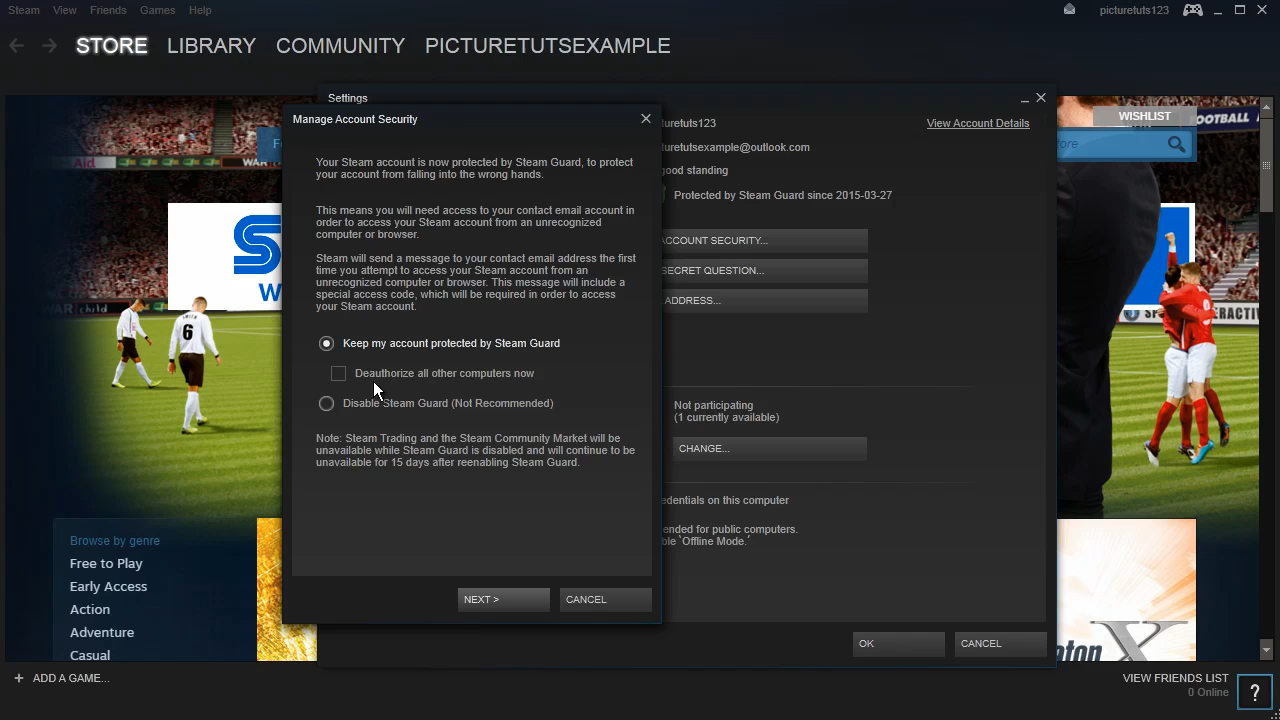 Steam View Friends Games Help
picturetuts123
STORE LIBRARY COMMUNITY PICTURETUTSEXAMPLE
Settings
Manage Account Security
Your Steam account is now protected by Steam Guard, to protect
your account from falling into the wrong hands.
This means you will need access to your contact email account in
order to access your Steam account from an unrecognized
computer or browser.
Steam will send a message to your contact email address the first
time you attempt to access your Steam account from an
unrecognized computer or browser. This message will include a
special access code, which will be required in order to access
your Steam account.
Keep my account protected by Steam Guard
Deauthorize all other computers now
Disable Steam Guard (Not Recommended)
Note: Steam Trading and the Steam Community Market will be
unavailable while Steam Guard is disabled and will continue to be
unavailable for 15 days after reenabling Steam Guard.
NEXT > CANCEL
turetuts123
View Account Details
turetutsexample@outlook.com
good standing
Protected by Steam Guard since 2015-03-27
ACCOUNT SECURITY...
SECRET QUESTION...
ADDRESS...
Not participating
(1 currently available)
CHANGE...
edentials on this computer
ended for public computers.
ble `Offline Mode.'
OK CANCEL
WISHLIST
OOTBALL
ore
Aid
WAR child
6
Browse by genre
Free to Play
Early Access
Action
Adventure
Casual
+ ADD A GAME...
VIEW FRIENDS LIST
0 Online
?